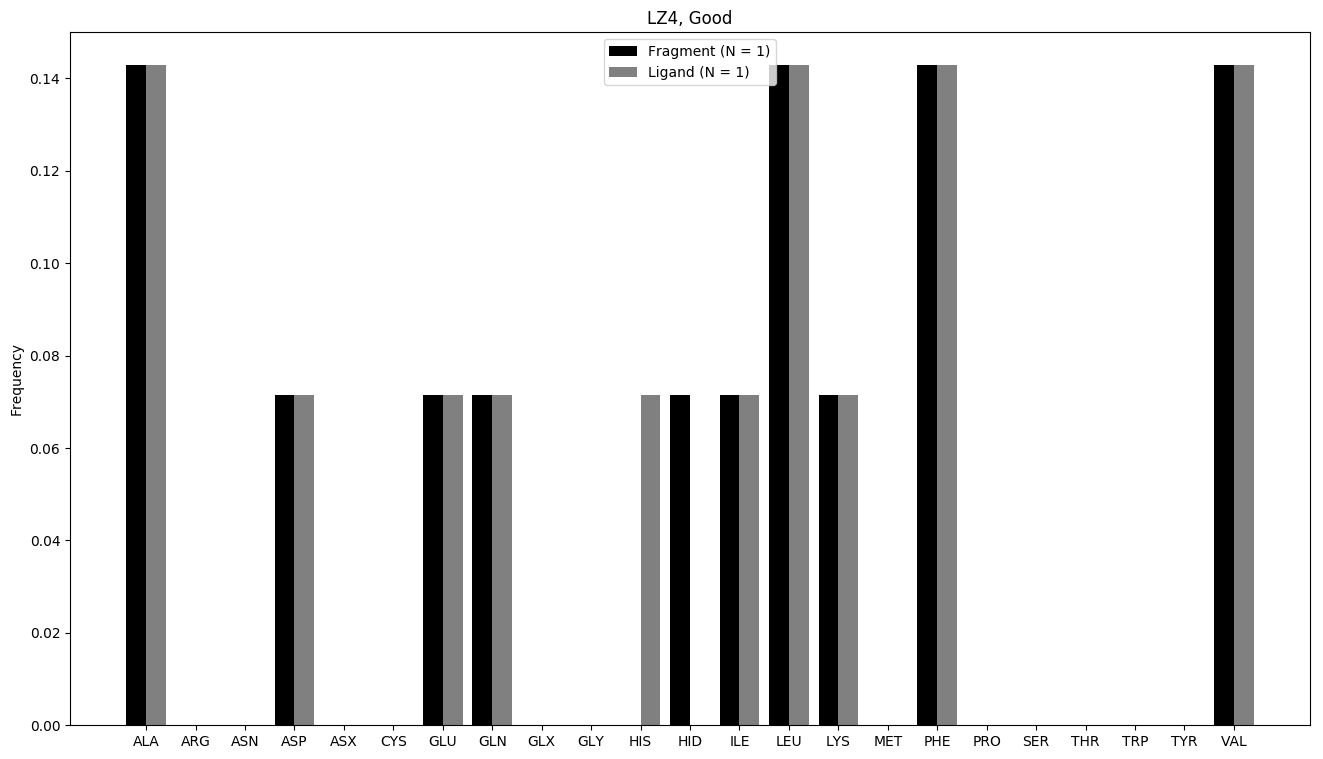 LZ4, Good
Fragment (N = 1)
Ligand (N = 1)
Frequency
0.14
0.12
0.10
0.08
0.06
0.04
0.02
0.00
ALA ARG ASN ASP ASX CYS GLU GLN GLX GLY HIS HID ILE LEU LYS MET PHE PRO SER THR TRP TYR VAL